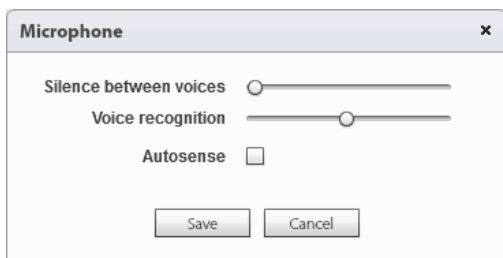 Microphone
Silence between voices
Voice recognition
Autosense
Save Cancel